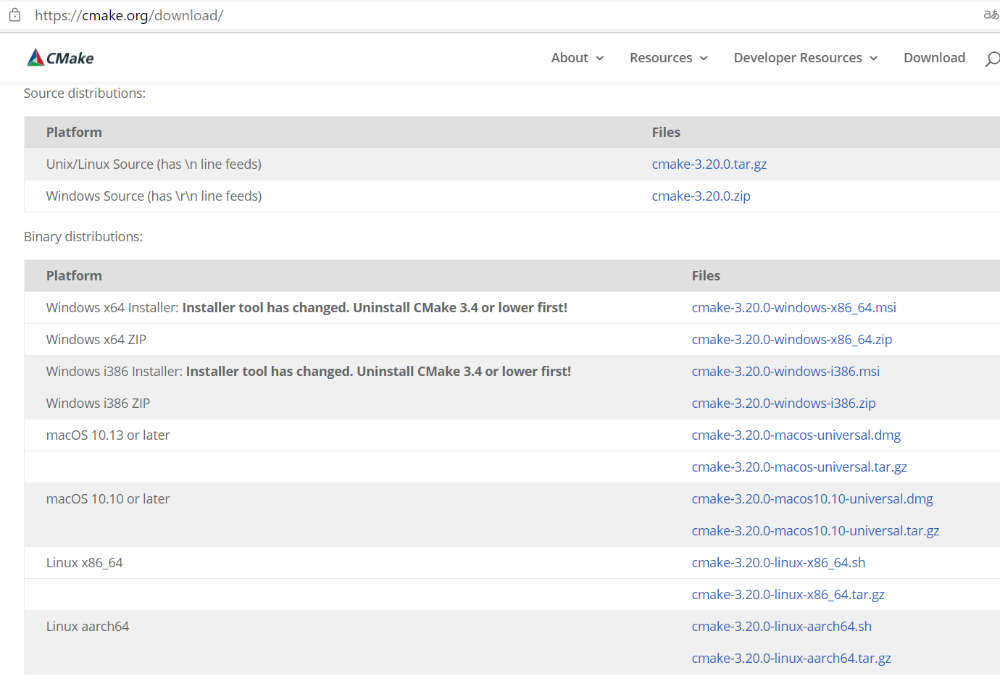 https://cmake.org/download/
aあ
CMake
About Resources Developer Resources Download
Source distributions:
Platform Files
Unix/Linux Source (has \n line feeds) cmake-3.20.0.tar.gz
Windows Source (has \r\n line feeds) cmake-3.20.0.zip
Binary distributions:
Platform Files
Windows x64 Installer: Installer tool has changed. Uninstall CMake 3.4 or lower first! cmake-3.20.0-windows-x86_64.msi
Windows x64 ZIP cmake-3.20.0-windows-x86_64.zip
Windows i386 Installer: Installer tool has changed. Uninstall CMake 3.4 or lower first! cmake-3.20.0-windows-i386.msi
Windows i386 ZIP cmake-3.20.0-windows-i386.zip
macOS 10.13 or later cmake-3.20.0-macos-universal.dmg
cmake-3.20.0-macos-universal.tar.gz
macOS 10.10 or later cmake-3.20.0-macos10.10-universal.dmg
cmake-3.20.0-macos10.10-universal.tar.gz
Linux x86_64 cmake-3.20.0-linux-x86_64.sh
cmake-3.20.0-linux-x86_64.tar.gz
Linux aarch64 cmake-3.20.0-linux-aarch64.sh
cmake-3.20.0-linux-aarch64.tar.gz